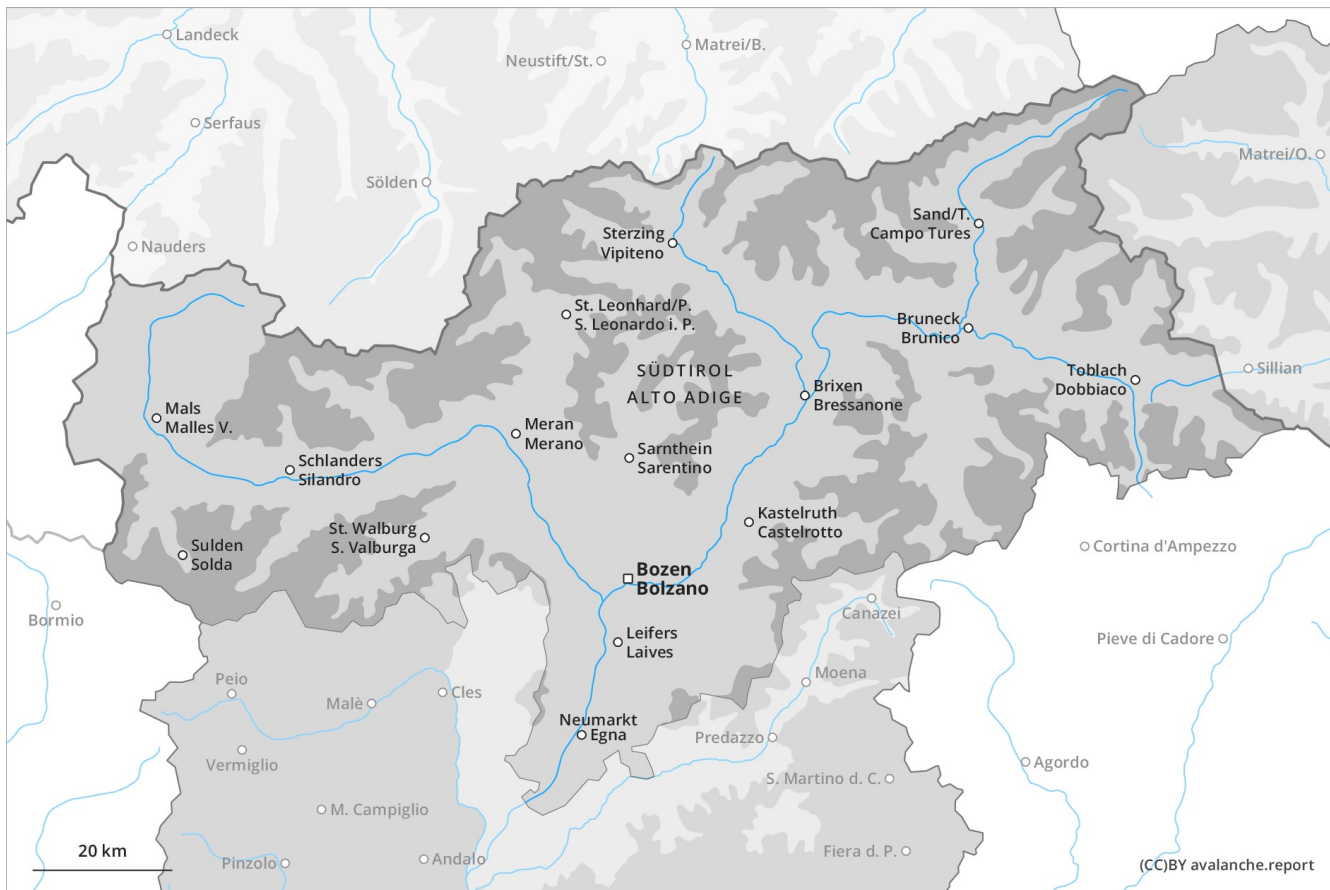 Landeck
Matrei/B.
Neustift/St.
Serfaus
Matrei/O.
Sölden
Sand/T.
Campo Tures
Sterzing
Vipiteno
Nauders
St. Leonhard/P.
S. Leonardo i. P.
Bruneck
Brunico
SÜDTIROL
ALTO ADIGE
Toblach
Dobbiaco
Sillian
Brixen
Bressanone
Mals
Malles V.
Meran
Merano
Schlanders
Silandro
Sarnthein
Sarentino
Kastelruth
Castelrotto
St. Walburg
S. Valburga
Sulden
Solda
Cortina d'Ampezzo
Bozen
Bolzano
Bormio
Canazei
Leifers
Laives
Pieve di Cadore
Peio
Malè
Cles
Moena
Neumarkt
Egna
Predazzo
Vermiglio
S. Martino d. C.
Agordo
M. Campiglio
20 km
Pinzolo
Andalo
Fiera d. P.
(CC)BY avalanche.report